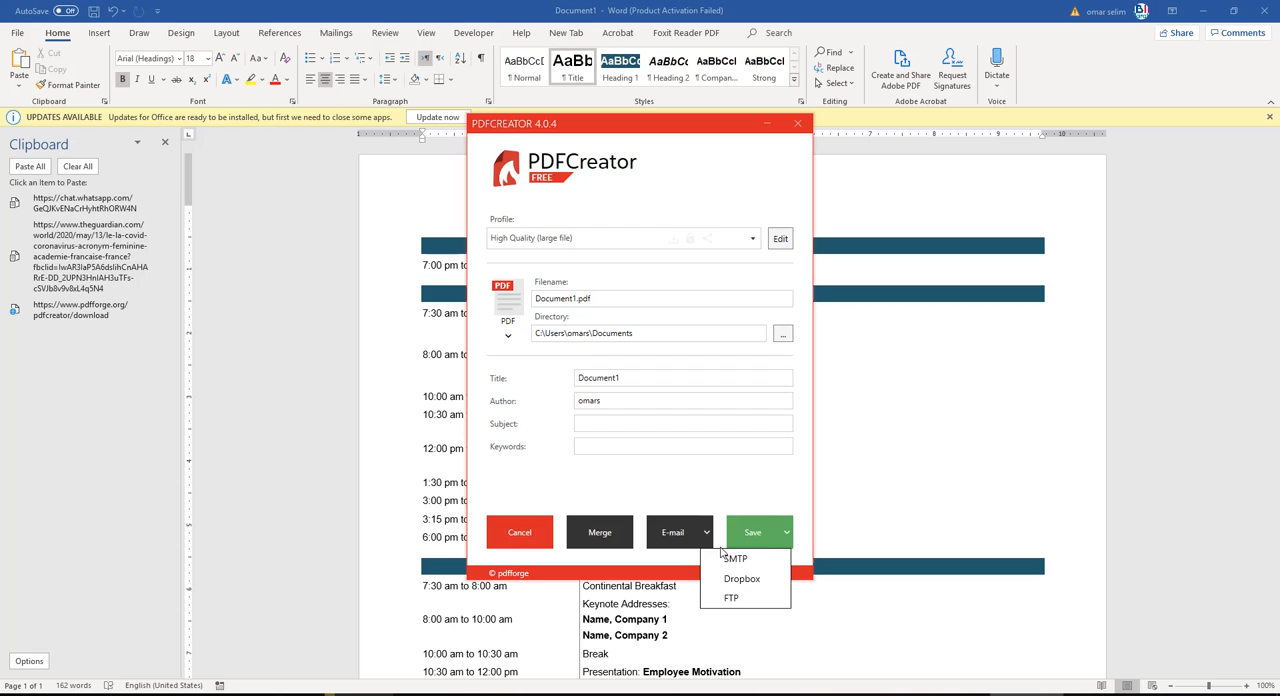 AutoSave Off
Document1 - Word (Product Activation Failed)
omar selim
File Home Insert Draw Design Layout References Mailings Review View Developer Help New Tab Acrobat Foxit Reader PDF Search
Share Comments
Paste
Cut
Copy
Format Painter
Clipboard
Arial (Headings) 18
Font
Paragraph
AaBbCcDc AaBb AaBbCc AaBbCc AaBbCc AaBbCc
¶ Normal ¶ Title Heading 1 ¶ Heading 2 ¶ Compan... Strong
Styles
Find
Replace
Select
Editing
Create and Share Adobe PDF
Request Signatures
Adobe Acrobat
Dictate
Voice
UPDATES AVAILABLE Updates for Office are ready to be installed, but first we need to close some apps. Update now
Clipboard
Paste All Clear All
Click an Item to Paste:
https://chat.whatsapp.com/
GeQJKvENaCrHyhtRhORW4N
https://www.theguardian.com/
world/2020/may/13/le-la-covid-
coronavirus-acronym-feminine-
academie-francaise-france?
https://www.pdfforge.org/
pdfcreator/download
Options
PDFCREATOR 4.0.4
PDFCreator
FREE
Profile:
High Quality (large file)
Edit
PDF
PDF
Filename:
Document1.pdf
Directory:
C:\Users\omars\Documents
...
Title: Document1
Author: omars
Subject:
Keywords:
Cancel Merge E-mail Save
SMTP
Dropbox
FTP
© pdfforge
7:00 pm to
7:30 am to
8:00 am to
10:00 am to
10:30 am to
12:00 pm to
1:30 pm to
3:00 pm to
3:15 pm to
6:00 pm to
7:30 am to 8:00 am Continental Breakfast
Keynote Addresses:
8:00 am to 10:00 am Name, Company 1
Name, Company 2
10:00 am to 10:30 am Break
10:30 am to 12:00 pm Presentation: Employee Motivation
Page 1 of 1 162 words English (United States) 100%